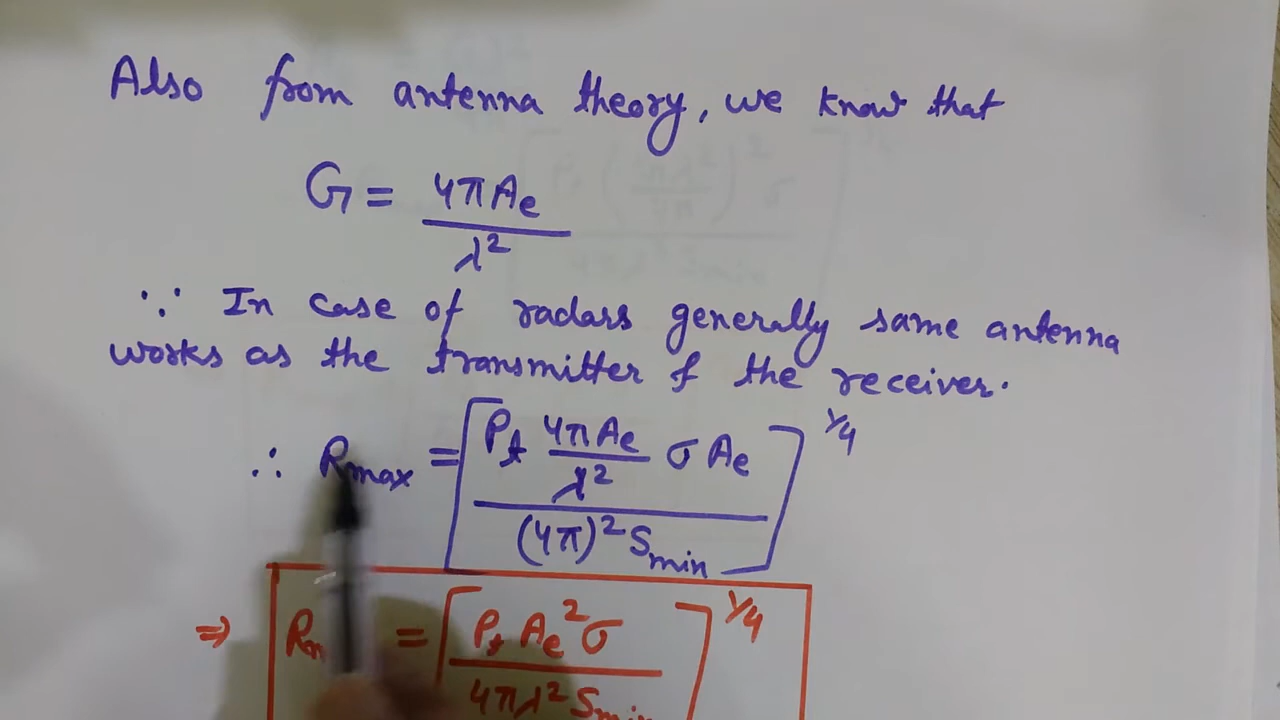 Also from antenna theory, we know that
G = 4πAe / λ²
∵ In case of radars generally same antenna
works as the transmitter & the receiver.
∴ Rmax = [ Pt 4πAe/λ² σ Ae / (4π)² Smin ]^1/4
⇒ R = [ Pt Ae² σ / 4πλ² Smin ]^1/4